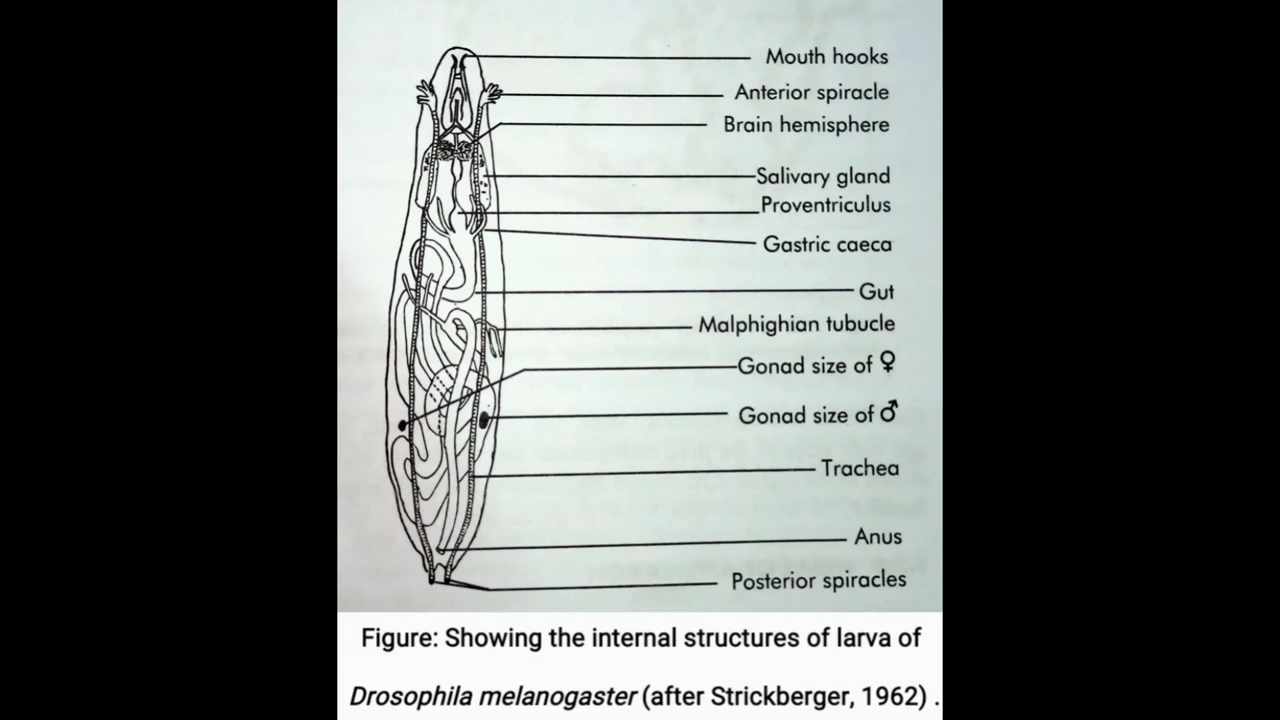 Mouth hooks
Anterior spiracle
Brain hemisphere
Salivary gland
Proventriculus
Gastric caeca
Gut
Malphighian tubucle
Gonad size of ♀
Gonad size of ♂
Trachea
Anus
Posterior spiracles
Figure: Showing the internal structures of larva of
Drosophila melanogaster (after Strickberger, 1962) .